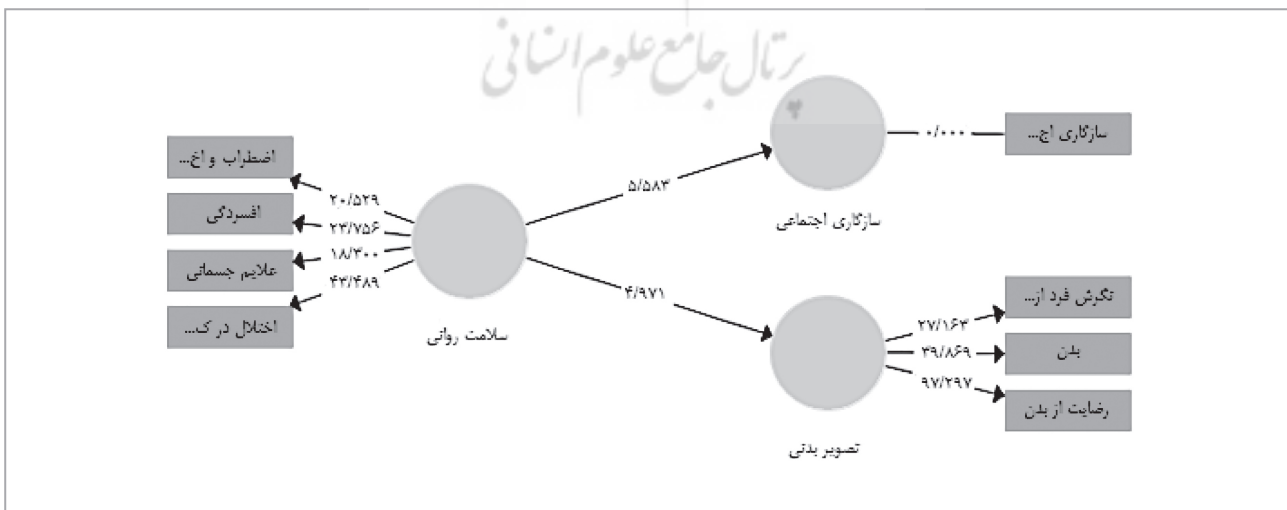 پرتال جامع علوم انسانی
اضطراب و اخ...
افسردگی
علایم جسمانی
اختلال در ک...
۲۰/۵۲۹
۲۳/۷۵۶
۱۸/۳۰۰
۴۳/۴۸۹
سلامت روانی
۵/۵۸۳
۴/۹۷۱
سازگاری اجتماعی
۰/۰۰۰
سازگاری اج...
تصویر بدنی
۲۷/۱۶۳
۳۹/۸۶۹
۹۷/۲۹۷
نگرش فرد از...
بدن
رضایت از بدن